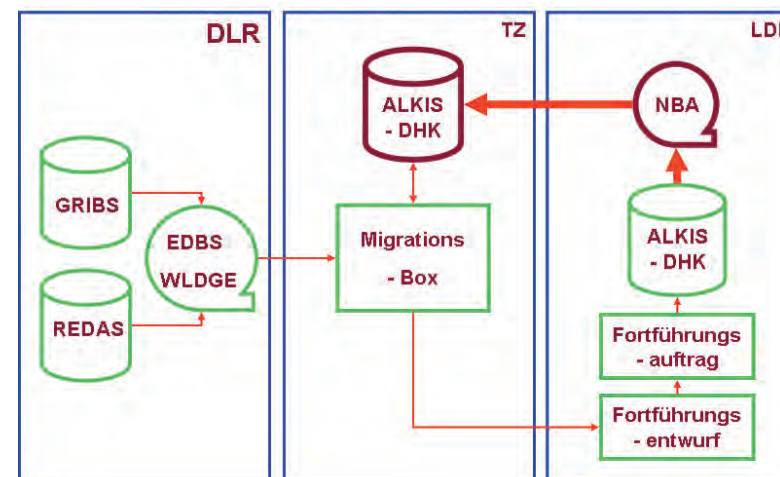 DLR
GRIBS
REDAS
EDBS
WLDGE
TZ
ALKIS
- DHK
Migrations
- Box
NBA
ALKIS
- DHK
Fortführungs
- auftrag
Fortführungs
- entwurf